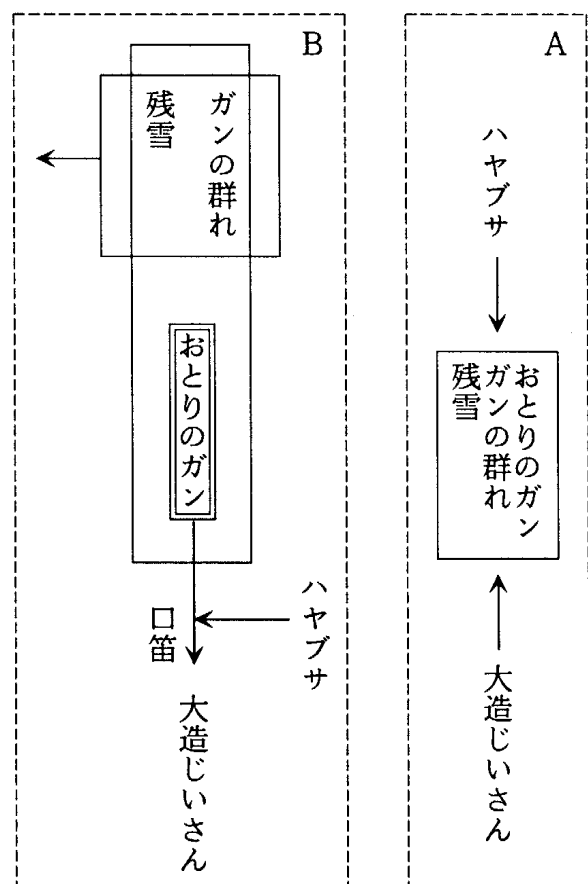 A
ハヤブサ
おとりのガン
ガンの群れ
残雪
大造じいさん
B
ガンの群れ
残雪
おとりのガン
ハヤブサ
口笛
大造じいさん